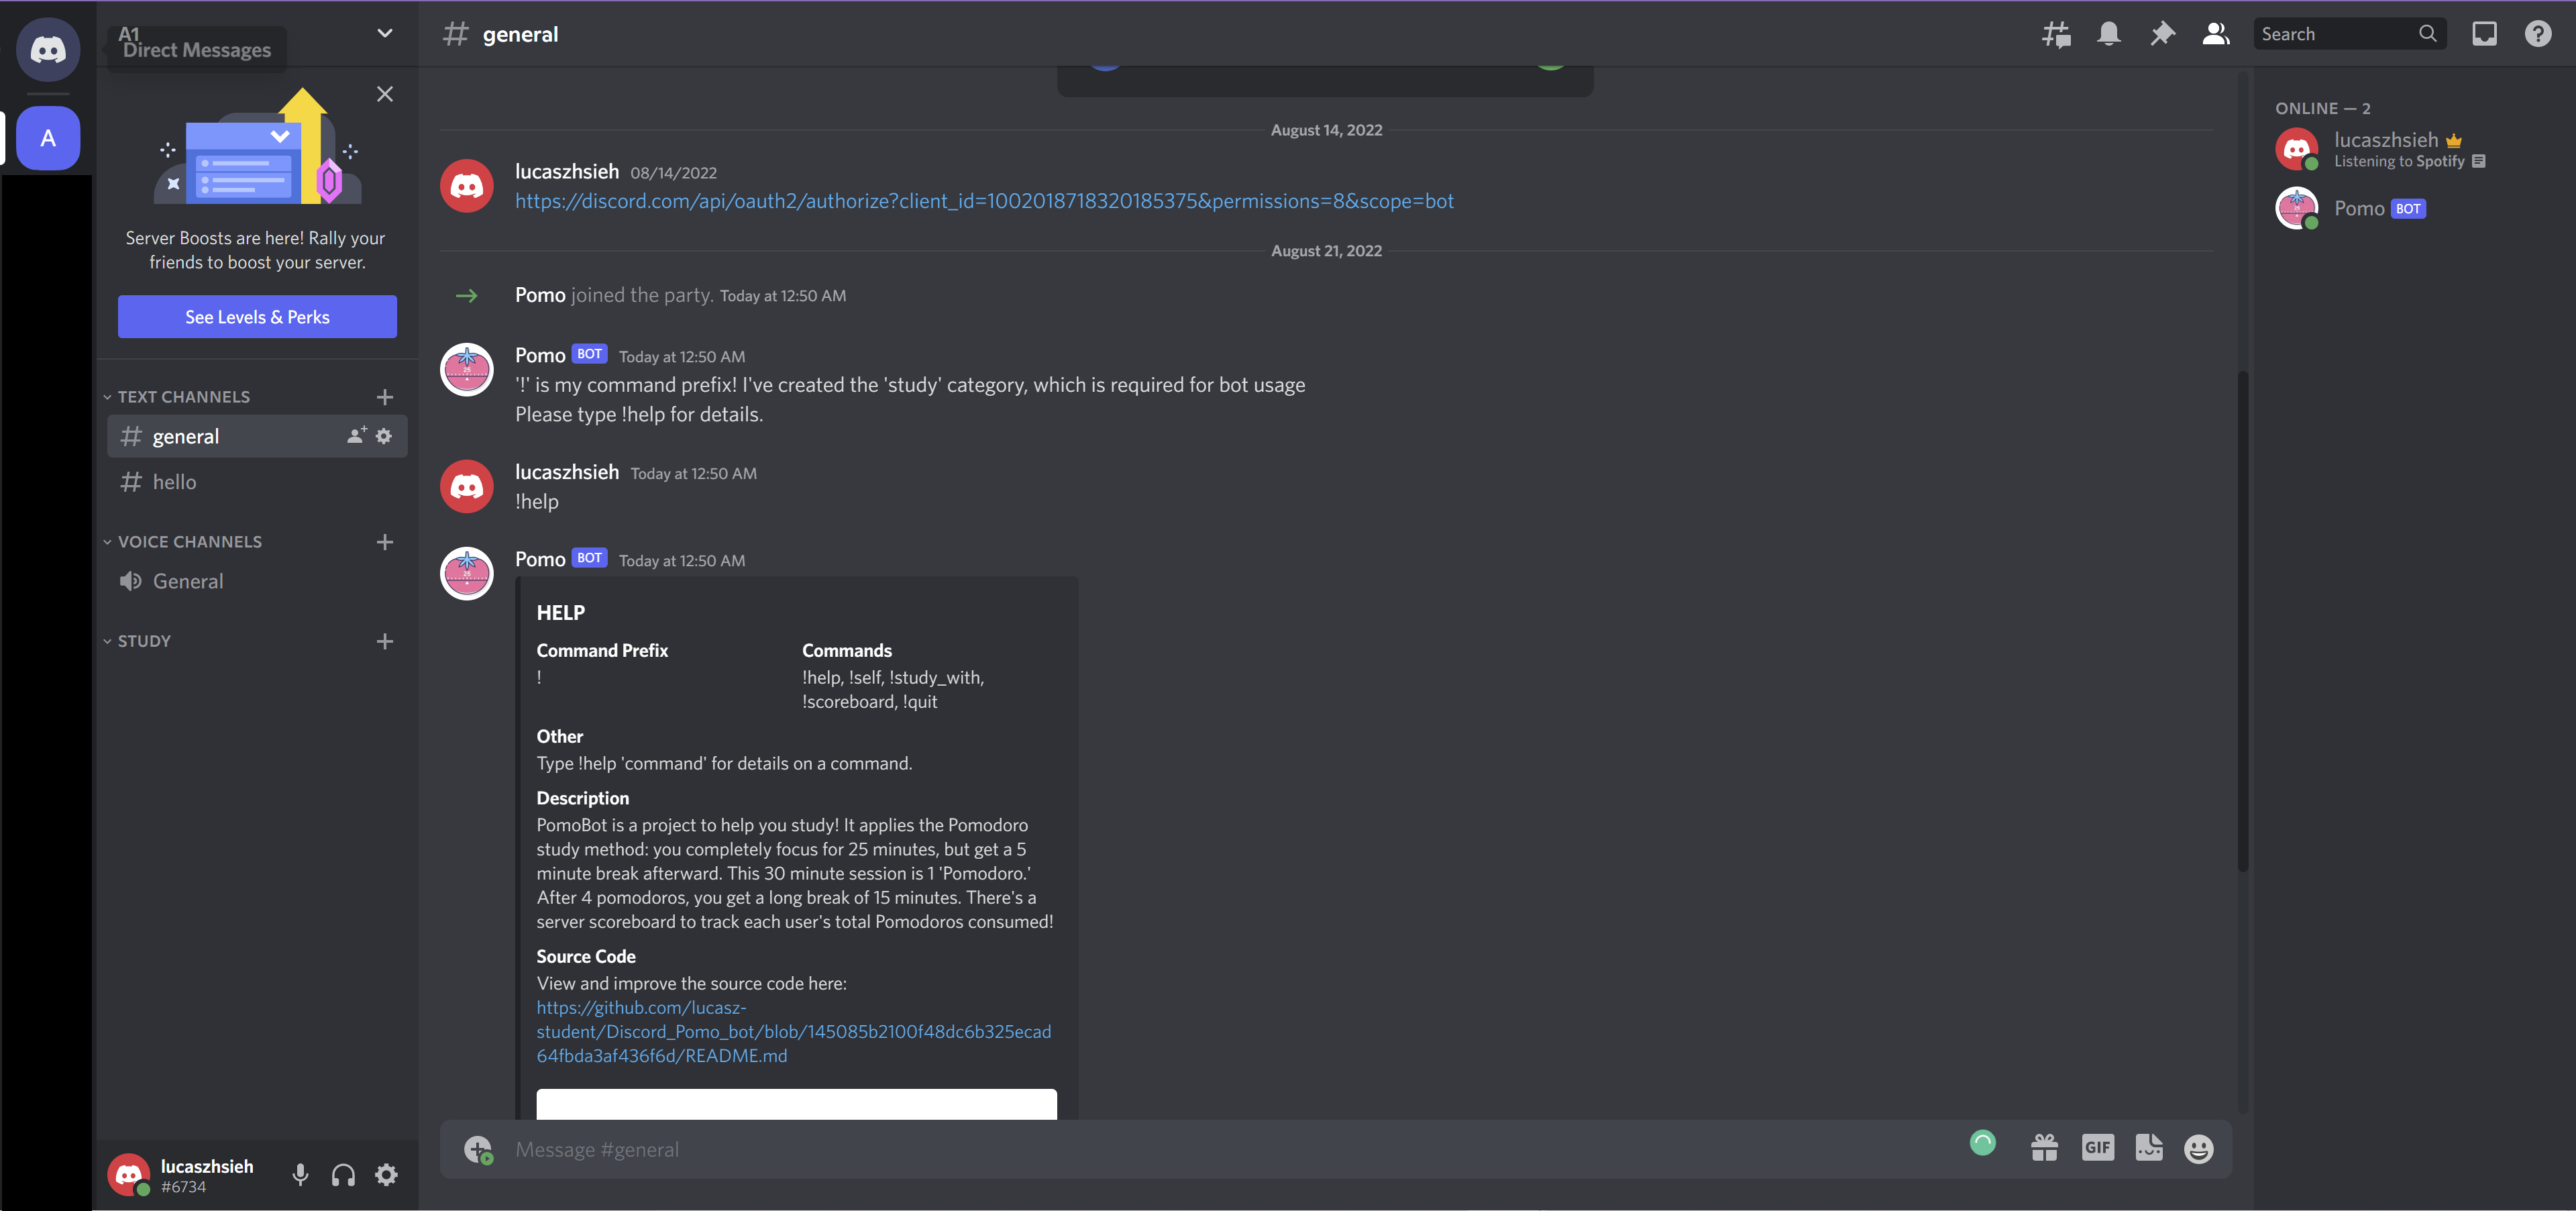 A1
Direct Messages
# general
Search
Server Boosts are here! Rally your
friends to boost your server.
See Levels & Perks
TEXT CHANNELS
# general
# hello
VOICE CHANNELS
General
STUDY
lucaszhsieh
#6734
A
August 14, 2022
lucaszhsieh 08/14/2022
https://discord.com/api/oauth2/authorize?client_id=1002018718320185375&permissions=8&scope=bot
August 21, 2022
Pomo joined the party. Today at 12:50 AM
Pomo BOT Today at 12:50 AM
'!' is my command prefix! I've created the 'study' category, which is required for bot usage
Please type !help for details.
lucaszhsieh Today at 12:50 AM
!help
Pomo BOT Today at 12:50 AM
HELP
Command Prefix
!
Commands
!help, !self, !study_with,
!scoreboard, !quit
Other
Type !help 'command' for details on a command.
Description
PomoBot is a project to help you study! It applies the Pomodoro
study method: you completely focus for 25 minutes, but get a 5
minute break afterward. This 30 minute session is 1 'Pomodoro.'
After 4 pomodoros, you get a long break of 15 minutes. There's a
server scoreboard to track each user's total Pomodoros consumed!
Source Code
View and improve the source code here:
https://github.com/lucasz-
student/Discord_Pomo_bot/blob/145085b2100f48dc6b325ecad
64fbda3af436f6d/README.md
Message #general
GIF
ONLINE — 2
lucaszhsieh
Listening to Spotify
Pomo BOT